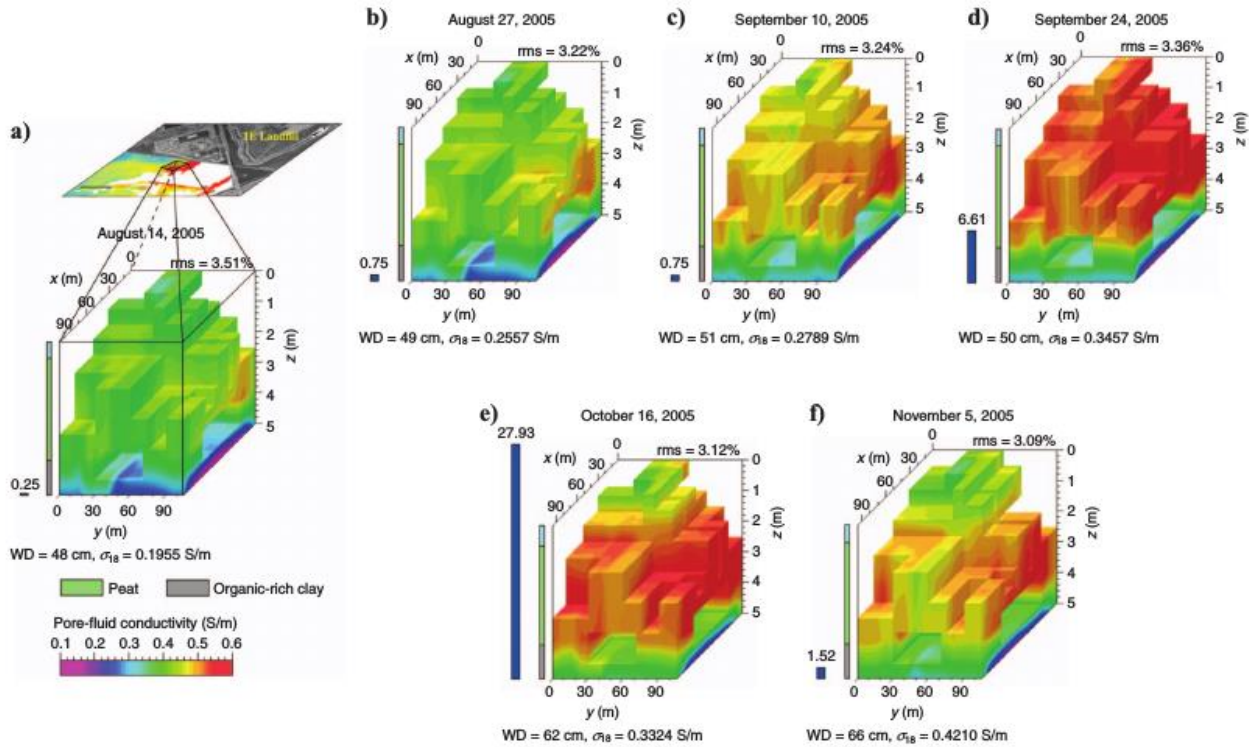 a)
TE Landfill
August 14, 2005
rms = 3.51%
x (m)
0
30
60
90
0
1
2
3
4
5
z (m)
0.25
0 30 60 90
y (m)
WD = 48 cm, σ18 = 0.1955 S/m
Peat
Organic-rich clay
Pore-fluid conductivity (S/m)
0.1 0.2 0.3 0.4 0.5 0.6
b)
August 27, 2005
rms = 3.22%
x (m)
0
30
60
90
0
1
2
3
4
5
z (m)
0.75
0 30 60 90
y (m)
WD = 49 cm, σ18 = 0.2557 S/m
c)
September 10, 2005
rms = 3.24%
x (m)
0
30
60
90
0
1
2
3
4
5
z (m)
0.75
0 30 60 90
y (m)
WD = 51 cm, σ18 = 0.2789 S/m
d)
September 24, 2005
rms = 3.36%
x (m)
0
30
60
90
0
1
2
3
4
5
z (m)
6.61
0 30 60 90
y (m)
WD = 50 cm, σ18 = 0.3457 S/m
e)
October 16, 2005
27.93
rms = 3.12%
x (m)
0
30
60
90
0
1
2
3
4
5
z (m)
0 30 60 90
y (m)
WD = 62 cm, σ18 = 0.3324 S/m
f)
November 5, 2005
rms = 3.09%
x (m)
0
30
60
90
0
1
2
3
4
5
z (m)
1.52
0 30 60 90
y (m)
WD = 66 cm, σ18 = 0.4210 S/m